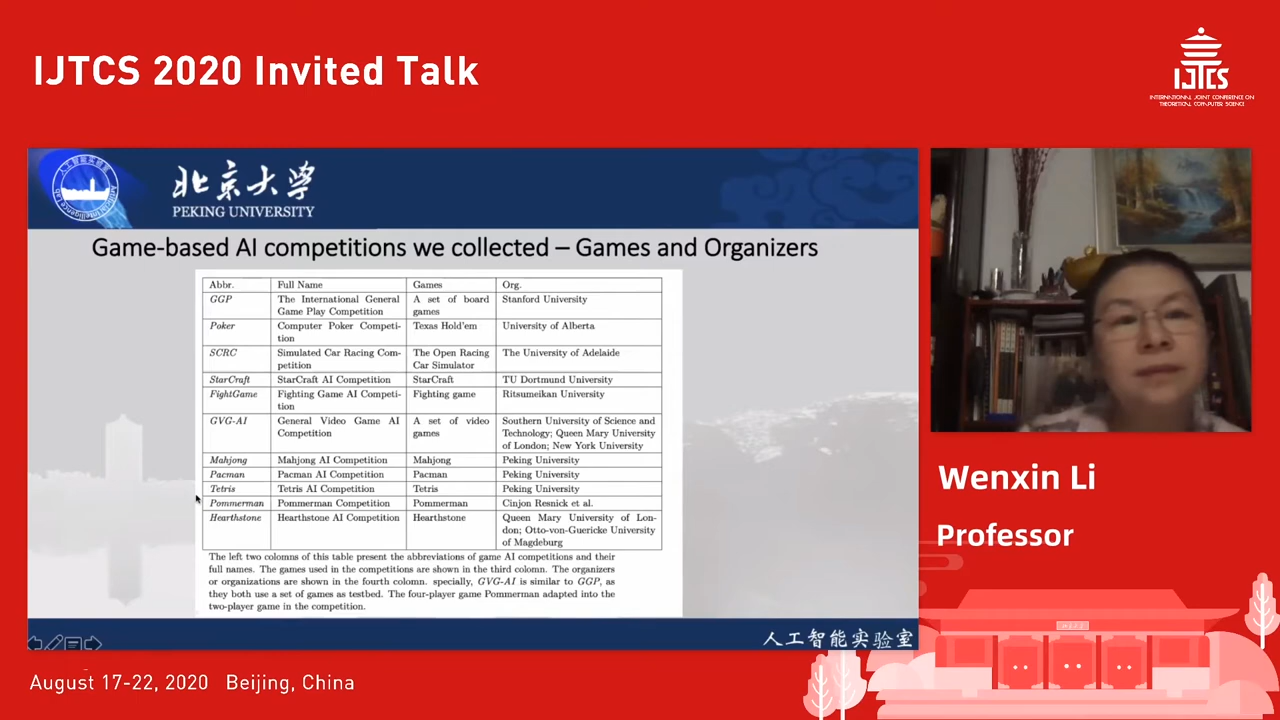 IJTCS 2020 Invited Talk
IJTCS
INTERNATIONAL JOINT CONFERENCE ON
THEORETICAL COMPUTER SCIENCE
北京大学
PEKING UNIVERSITY
Game-based AI competitions we collected – Games and Organizers
Abbr. Full Name Games Org.
GGP The International General A set of board Stanford University
Game Play Competition games
Poker Computer Poker Competi- Texas Hold'em University of Alberta
tion
SCRC Simulated Car Racing Com- The Open Racing The University of Adelaide
petition Car Simulator
StarCraft StarCraft AI Competition StarCraft TU Dortmund University
FightGame Fighting Game AI Competi- Fighting game Ritsumeikan University
tion
GVG-AI General Video Game AI A set of video Southern University of Science and
Competition games Technology; Queen Mary University
of London; New York University
Mahjong Mahjong AI Competition Mahjong Peking University
Pacman Pacman AI Competition Pacman Peking University
Tetris Tetris AI Competition Tetris Peking University
Pommerman Pommerman Competition Pommerman Cinjon Resnick et al.
Hearthstone Hearthstone AI Competition Hearthstone Queen Mary University of Lon-
don; Otto-von-Guericke University
of Magdeburg
The left two colomns of this table present the abbreviations of game AI competitions and their
full names. The games used in the competitions are shown in the third colomn. The organizers
or organizations are shown in the fourth colomn. specially, GVG-AI is similar to GGP, as
they both use a set of games as testbed. The four-player game Pommerman adapted into the
two-player game in the competition.
人工智能实验室
Wenxin Li
Professor
August 17-22, 2020 Beijing, China